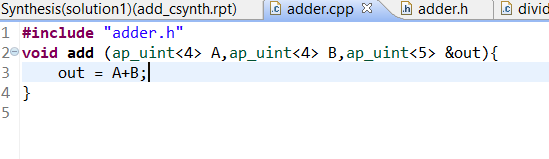 Synthesis(solution1)(add_csynth.rpt) adder.cpp adder.h divid
1 #include "adder.h"
2 void add (ap_uint<4> A,ap_uint<4> B,ap_uint<5> &out){
3 out = A+B;
4 }
5